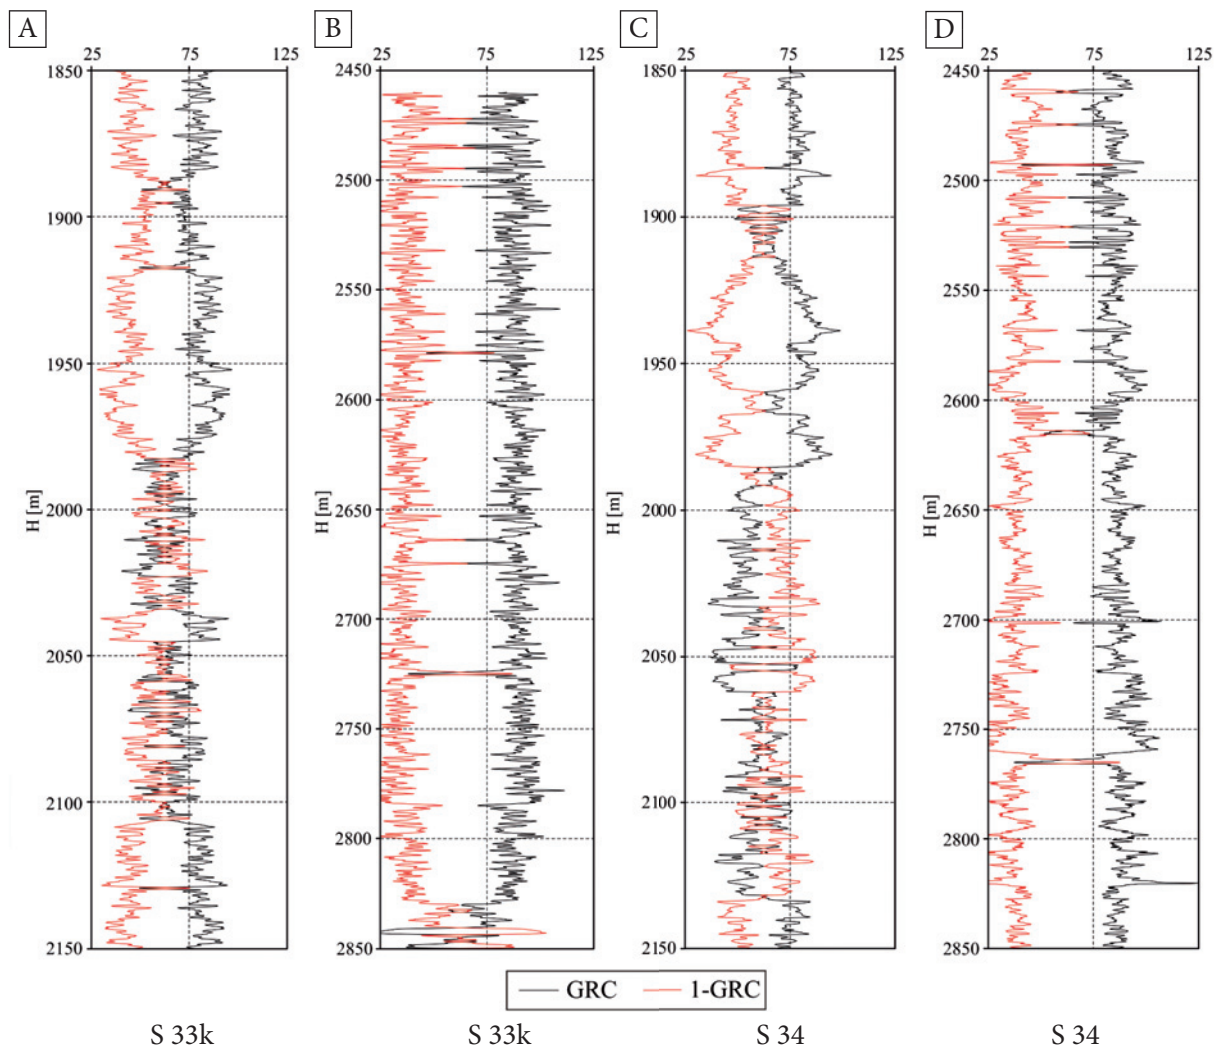 A B C D
25 75 125 25 75 125 25 75 125 25 75 125
1850 2450 1850 2450
2500 2500
1900 1900
2550 2550
1950 1950
2600 2600
H [m] 2000 H [m] 2650 H [m] 2000 H [m] 2650
2050 2700 2050 2700
2750 2750
2100 2100
2800 2800
2150 2850 2150 2850
GRC 1-GRC
S 33k S 33k S 34 S 34